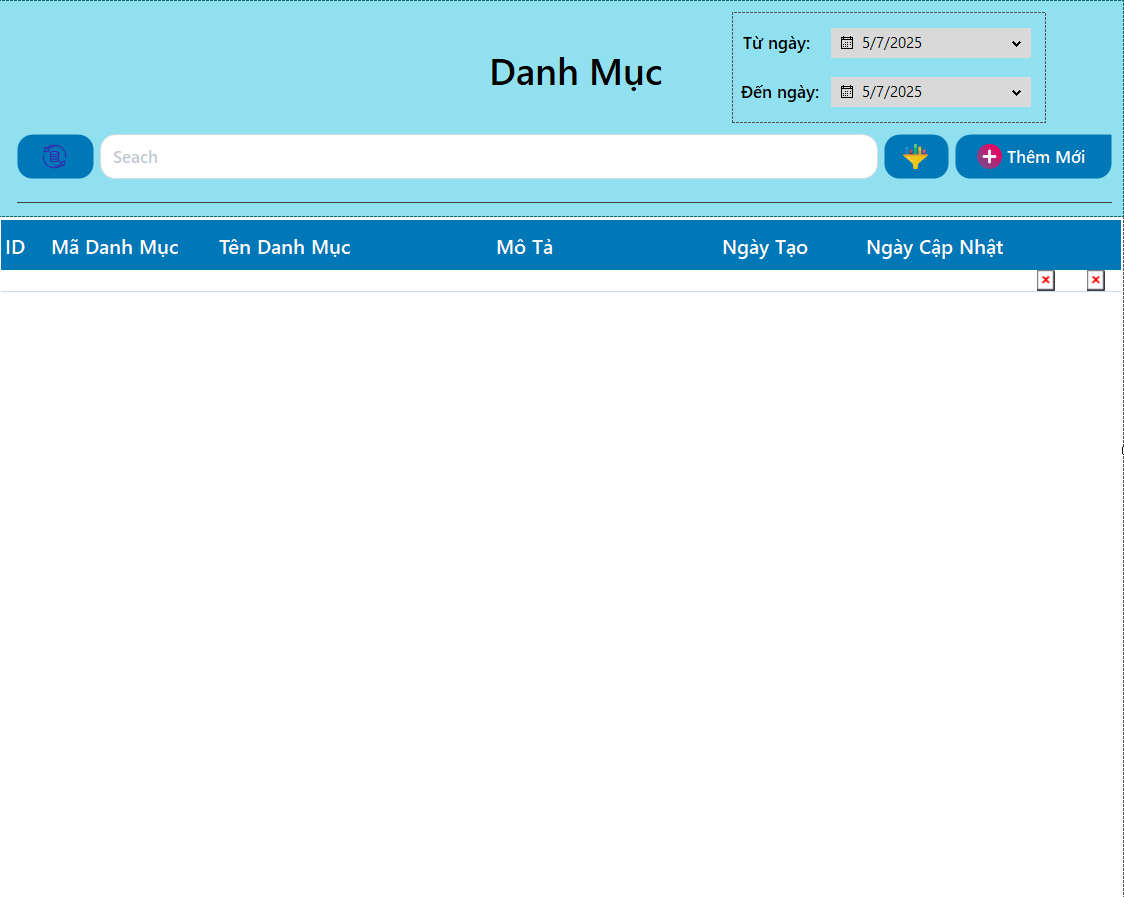 Từ ngày: 5/7/2025
Danh Mục
Đến ngày: 5/7/2025
Seach
Thêm Mới
ID Mã Danh Mục Tên Danh Mục Mô Tả Ngày Tạo Ngày Cập Nhật